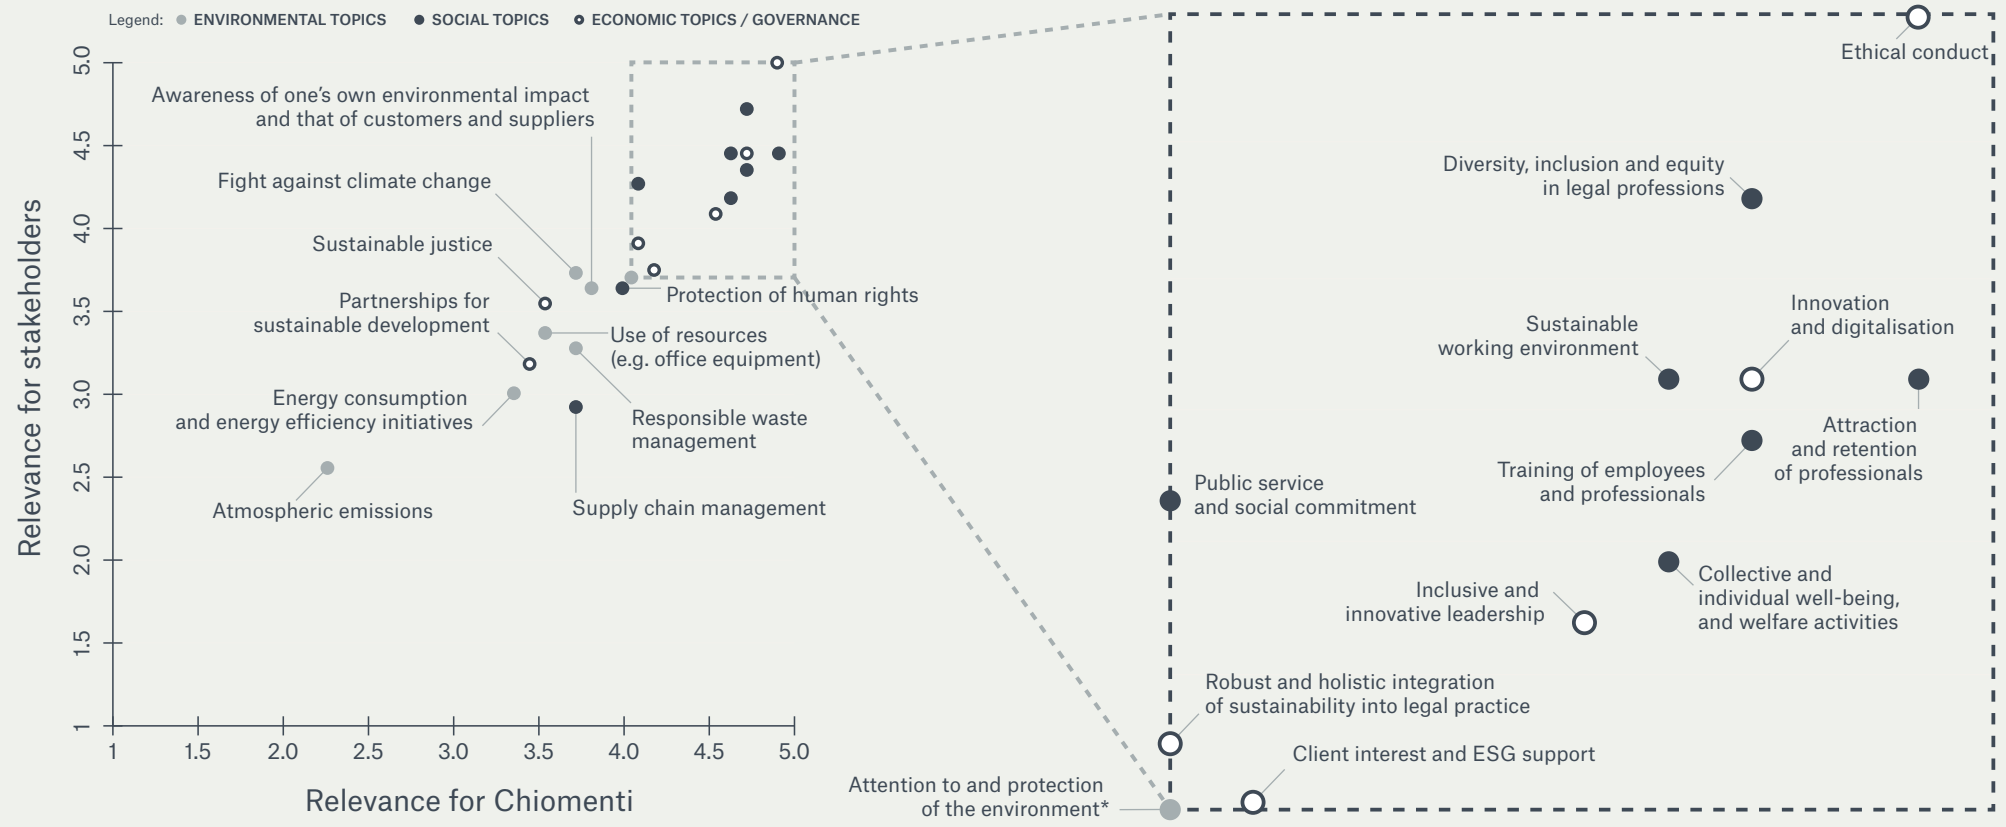 Legend: ENVIRONMENTAL TOPICS SOCIAL TOPICS ECONOMIC TOPICS / GOVERNANCE
Relevance for stakeholders
5.0
4.5
4.0
3.5
3.0
2.5
2.0
1.5
1
1 1.5 2.0 2.5 3.0 3.5 4.0 4.5 5.0
Relevance for Chiomenti
Awareness of one's own environmental impact
and that of customers and suppliers
Fight against climate change
Sustainable justice
Partnerships for
sustainable development
Energy consumption
and energy efficiency initiatives
Atmospheric emissions
Protection of human rights
Use of resources
(e.g. office equipment)
Responsible waste
management
Supply chain management
Ethical conduct
Diversity, inclusion and equity
in legal professions
Innovation
and digitalisation
Sustainable
working environment
Attraction
and retention
of professionals
Training of employees
and professionals
Public service
and social commitment
Collective and
individual well-being,
and welfare activities
Inclusive and
innovative leadership
Robust and holistic integration
of sustainability into legal practice
Client interest and ESG support
Attention to and protection
of the environment*